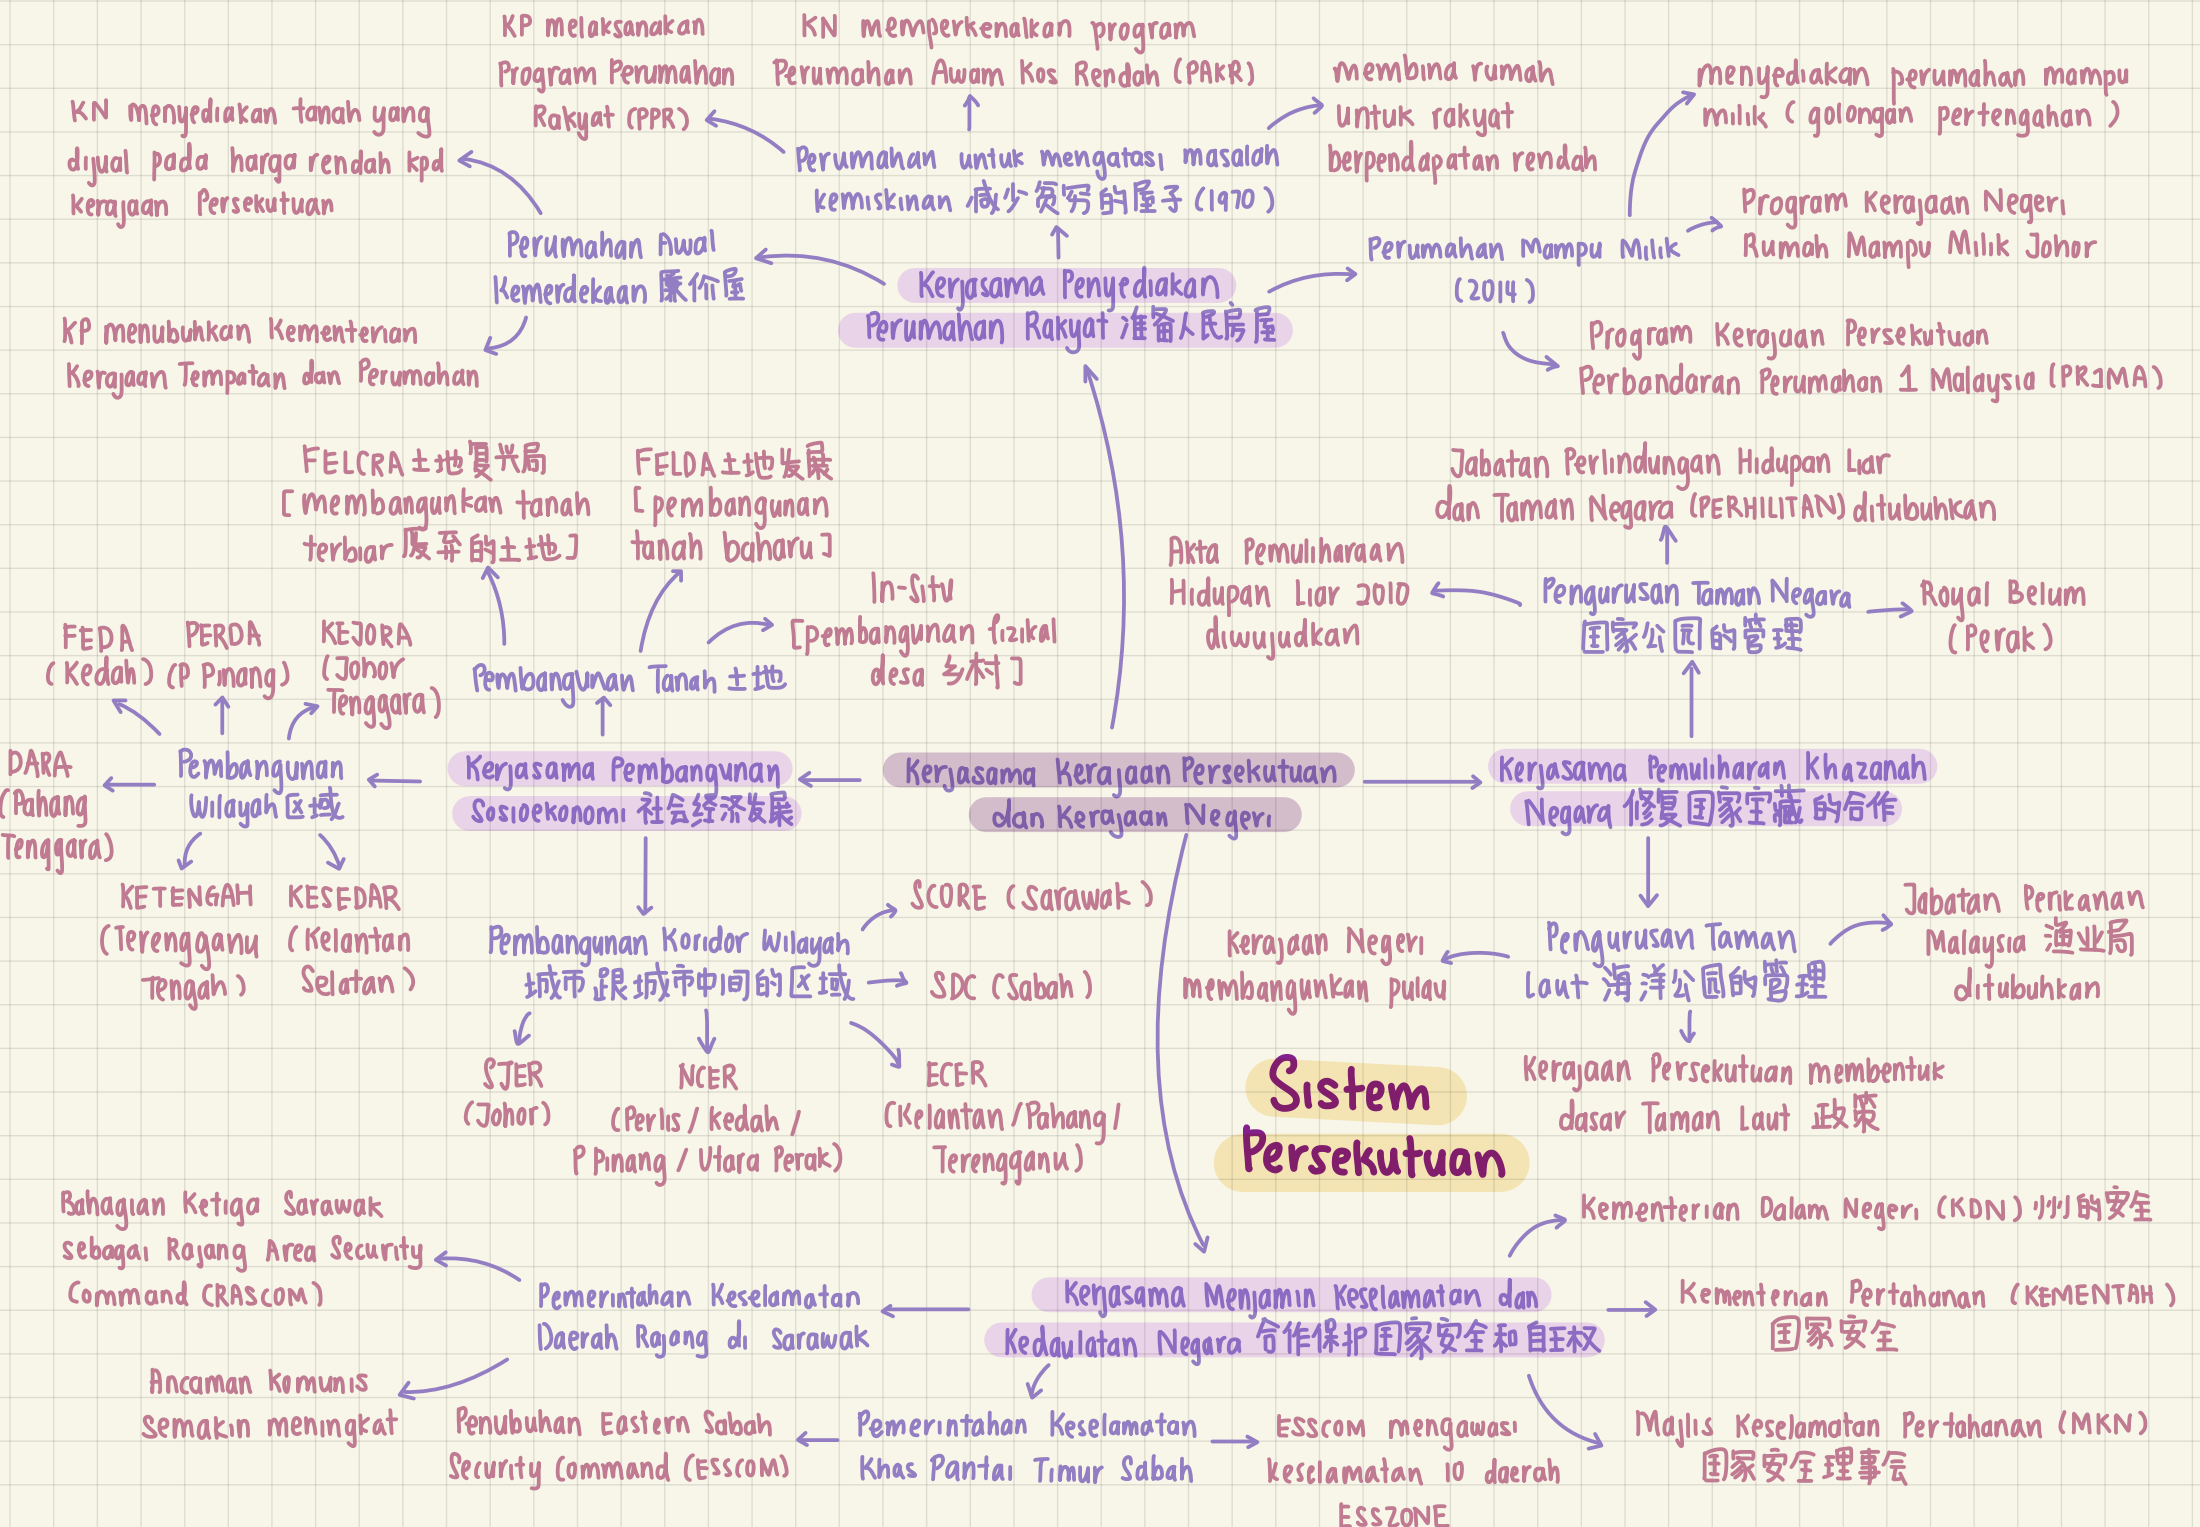 KP melaksanakan
Program Perumahan
Rakyat (PPR)
KN memperkenalkan program
Perumahan Awam Kos Rendah (PAKR)
membina rumah
untuk rakyat
berpendapatan rendah
menyediakan perumahan mampu
milik (golongan pertengahan)
KN menyediakan tanah yang
dijual pada harga rendah kpd
kerajaan Persekutuan
Perumahan untuk mengatasi masalah
kemiskinan 减少贫穷的屋子 (1970)
Program Kerajaan Negeri
Rumah Mampu Milik Johor
Perumahan Awal
Kemerdekaan 廉价屋
Perumahan Mampu Milik
(2014)
Kerjasama Penyediakan
Perumahan Rakyat 准备人民房屋
KP menubuhkan Kementerian
Kerajaan Tempatan dan Perumahan
Program Kerajaan Persekutuan
Perbandaran Perumahan 1 Malaysia (PR1MA)
FELCRA 土地复兴局
[membangunkan tanah
terbiar 废弃的土地]
FELDA 土地发展
[pembangunan
tanah baharu]
Jabatan Perlindungan Hidupan Liar
dan Taman Negara (PERHILITAN) ditubuhkan
Akta Pemuliharaan
Hidupan Liar 2010
diwujudkan
In-Situ
[pembangunan fizikal
desa 乡村]
Pengurusan Taman Negara
国家公园的管理
Royal Belum
(Perak)
FEDA
(Kedah)
PERDA
(P Pinang)
KEJORA
(Johor
Tenggara)
Pembangunan Tanah 土地
DARA
(Pahang
Tenggara)
Pembangunan
Wilayah 区域
Kerjasama Pembangunan
Sosioekonomi 社会经济发展
Kerjasama Kerajaan Persekutuan
dan Kerajaan Negeri
Kerjasama Pemuliharan Khazanah
Negara 修复国家宝藏的合作
KETENGAH
(Terengganu
Tengah)
KESEDAR
(Kelantan
Selatan)
Pembangunan Koridor Wilayah
城市跟城市中间的区域
SCORE (Sarawak)
SDC (Sabah)
Kerajaan Negeri
membangunkan pulau
Pengurusan Taman
Laut 海洋公园的管理
Jabatan Perikanan
Malaysia 渔业局
ditubuhkan
SJER
(Johor)
NCER
(Perlis / Kedah /
P Pinang / Utara Perak)
ECER
(Kelantan / Pahang /
Terengganu)
Kerajaan Persekutuan membentuk
dasar Taman Laut 政策
Sistem
Persekutuan
Bahagian Ketiga Sarawak
sebagai Rajang Area Security
Command (RASCOM)
Kementerian Dalam Negeri (KDN) 州的安全
Pemerintahan Keselamatan
Daerah Rajang di Sarawak
Kerjasama Menjamin Keselamatan dan
Kedaulatan Negara 合作保护国家安全和自主权
Kementerian Pertahanan (KEMENTAH)
国家安全
Ancaman Komunis
semakin meningkat
Penubuhan Eastern Sabah
Security Command (ESSCOM)
Pemerintahan Keselamatan
Khas Pantai Timur Sabah
ESSCOM mengawasi
keselamatan 10 daerah
ESSZONE
Majlis Keselamatan Pertahanan (MKN)
国家安全理事会